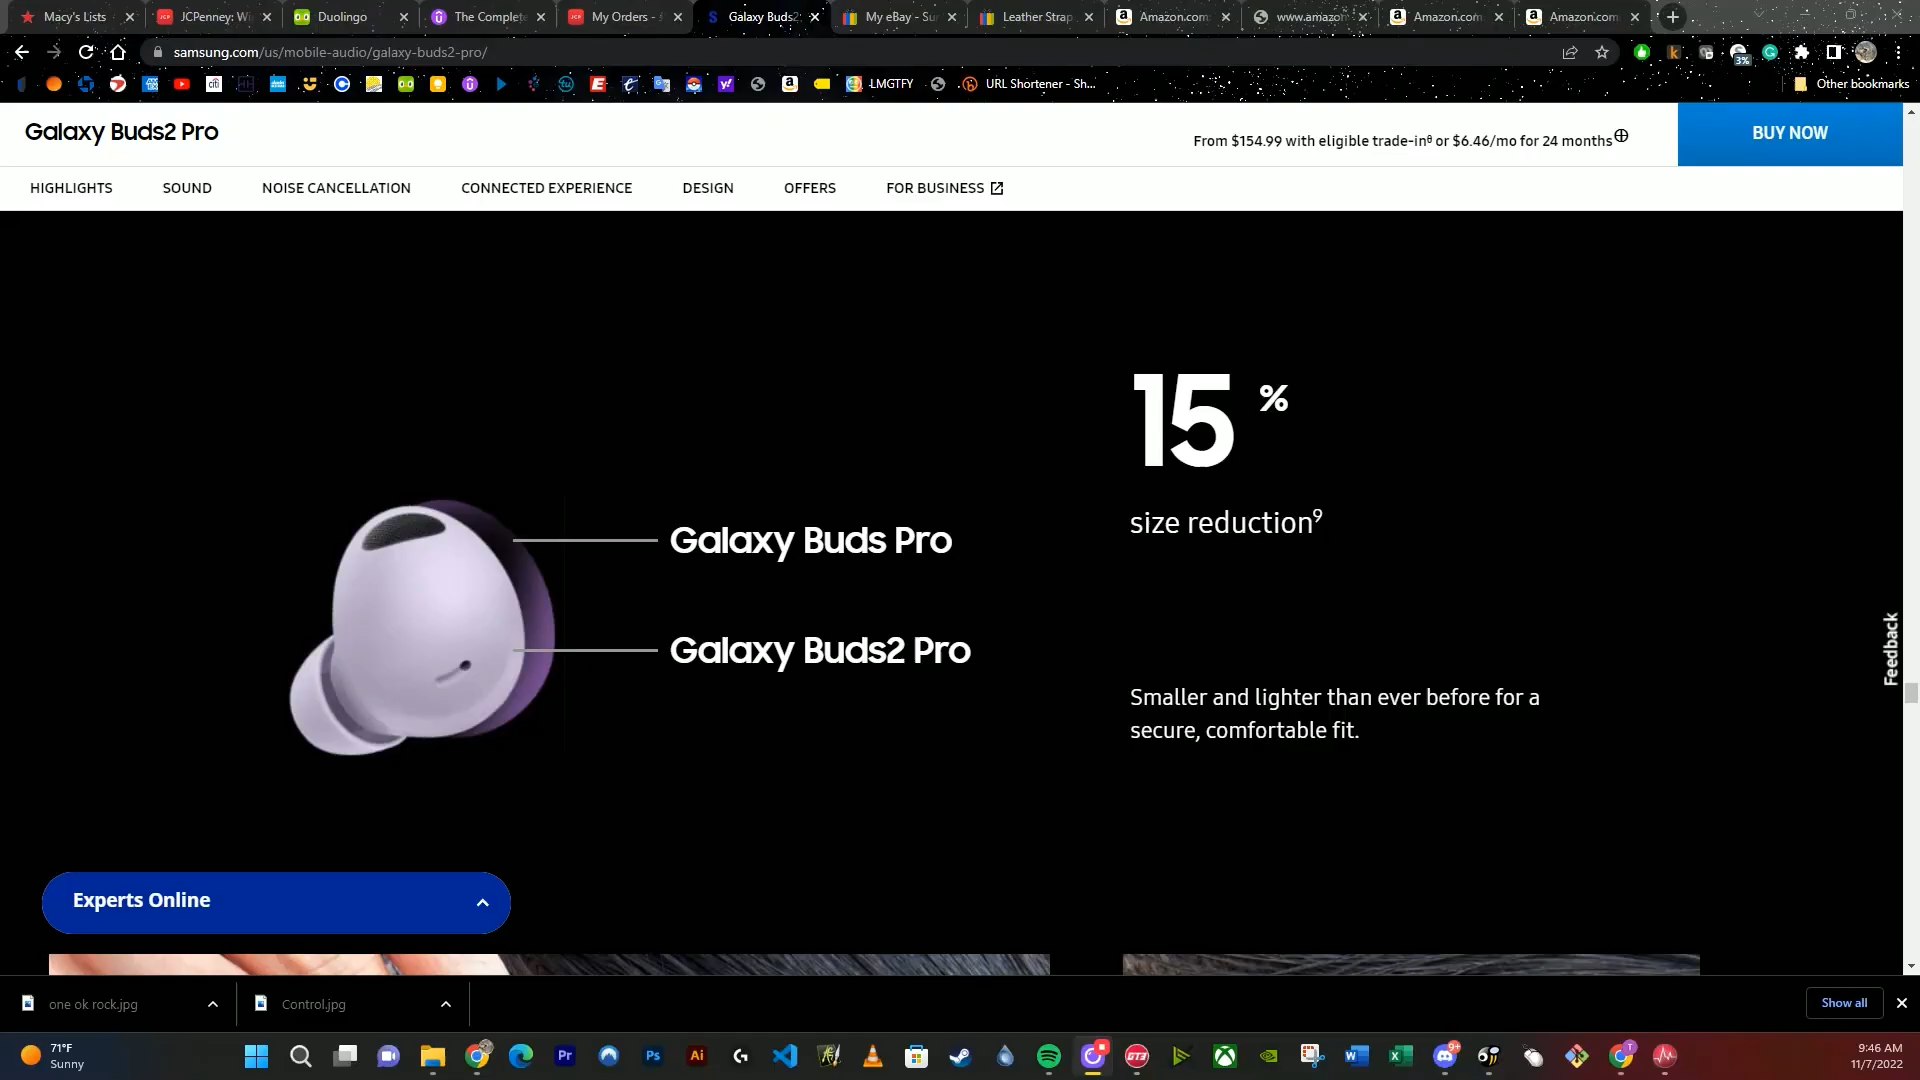 Macy's Lists
JCPenney: Wi
Duolingo
The Complete
My Orders - J
Galaxy Buds2
My eBay - Su
Leather Strap
Amazon.com
www.amazon
Amazon.com
Amazon.com
samsung.com/us/mobile-audio/galaxy-buds2-pro/
3%
LMGTFY
URL Shortener - Sh...
Other bookmarks
Galaxy Buds2 Pro
From $154.99 with eligible trade-in⁸ or $6.46/mo for 24 months⊕
BUY NOW
HIGHLIGHTS
SOUND
NOISE CANCELLATION
CONNECTED EXPERIENCE
DESIGN
OFFERS
FOR BUSINESS
15 %
size reduction⁹
Galaxy Buds Pro
Galaxy Buds2 Pro
Smaller and lighter than ever before for a
secure, comfortable fit.
Feedback
Experts Online
one ok rock.jpg
Control.jpg
Show all
71°F
Sunny
9:46 AM
11/7/2022